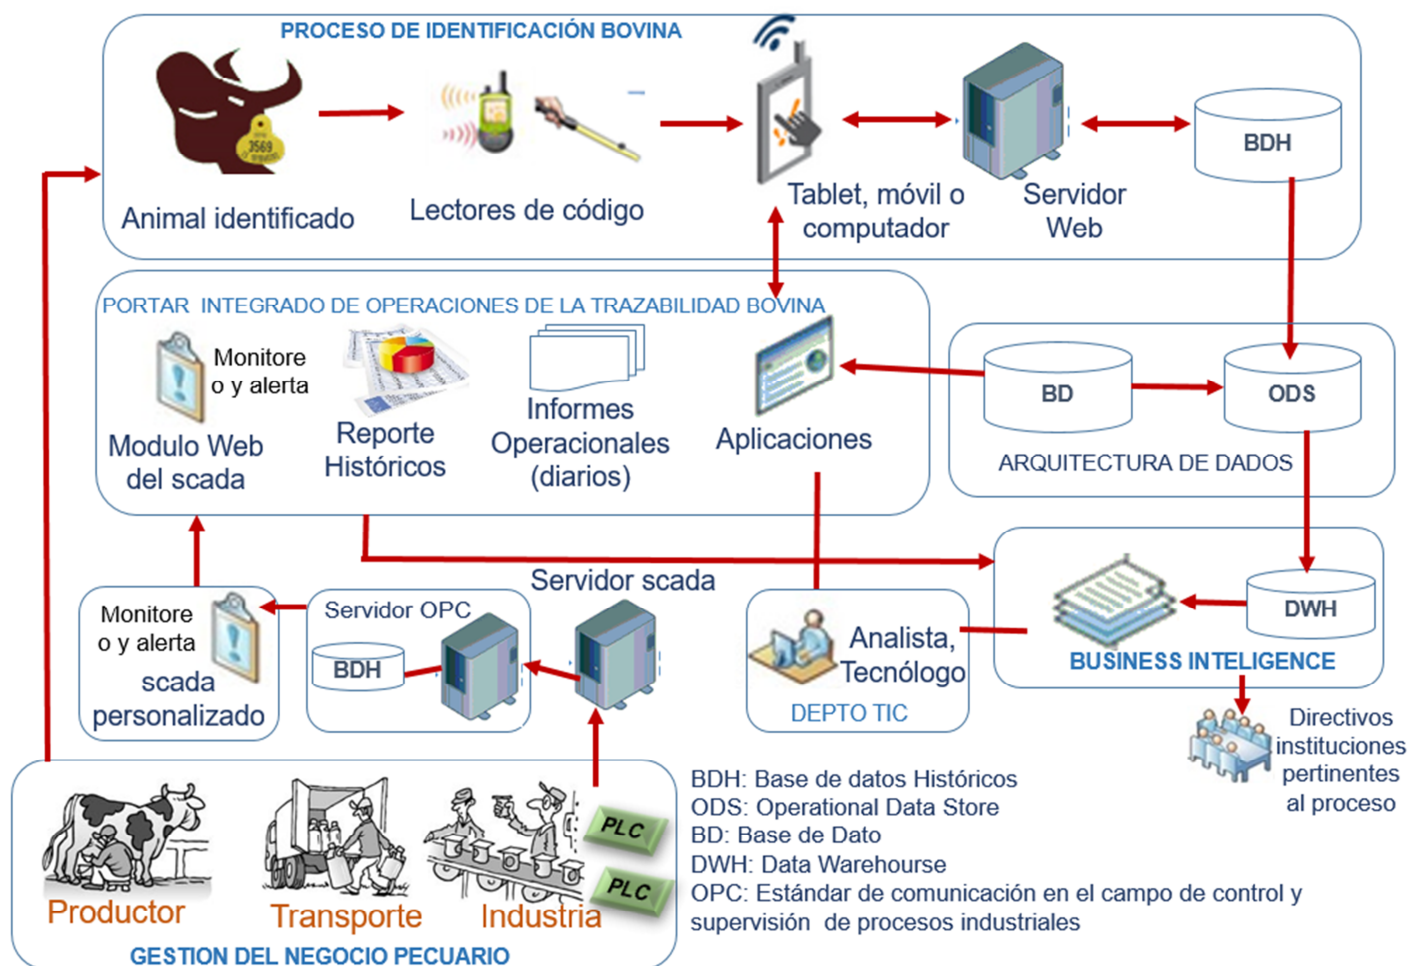 PROCESO DE IDENTIFICACIÓN BOVINA
3569
BDH
Animal identificado
Lectores de código
Tablet, móvil o
computador
Servidor
Web
PORTAR INTEGRADO DE OPERACIONES DE LA TRAZABILIDAD BOVINA
Monitore
o y alerta
Modulo Web
del scada
Reporte
Históricos
Informes
Operacionales
(diarios)
Aplicaciones
BD
ODS
ARQUITECTURA DE DADOS
Servidor scada
Monitore
o y alerta
scada
personalizado
Servidor OPC
BDH
Analista,
Tecnólogo
DEPTO TIC
DWH
BUSINESS INTELIGENCE
Directivos
instituciones
pertinentes
al proceso
PLC
PLC
Productor
Transporte
Industria
GESTION DEL NEGOCIO PECUARIO
BDH: Base de datos Históricos
ODS: Operational Data Store
BD: Base de Dato
DWH: Data Warehourse
OPC: Estándar de comunicación en el campo de control y
supervisión de procesos industriales